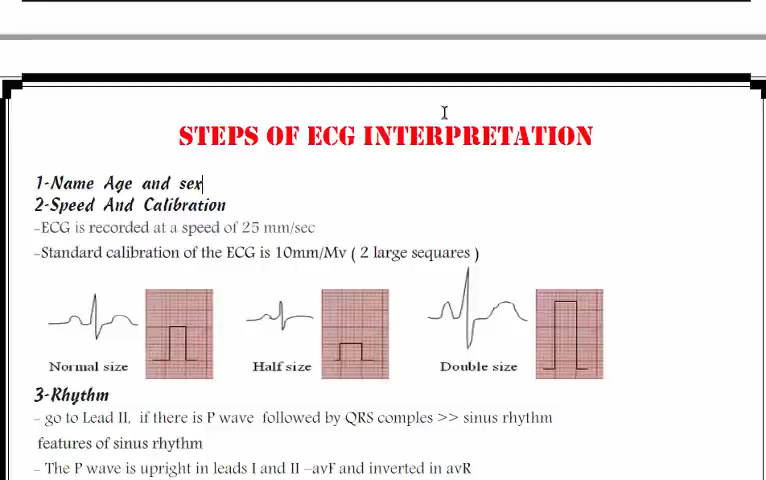 STEPS OF ECG INTERPRETATION
1-Name Age and sex
2-Speed And Calibration
-ECG is recorded at a speed of 25 mm/sec
-Standard calibration of the ECG is 10mm/Mv ( 2 large sequares )
Normal size Half size Double size
3-Rhythm
- go to Lead II, if there is P wave followed by QRS comples >> sinus rhythm
features of sinus rhythm
- The P wave is upright in leads I and II -avF and inverted in avR